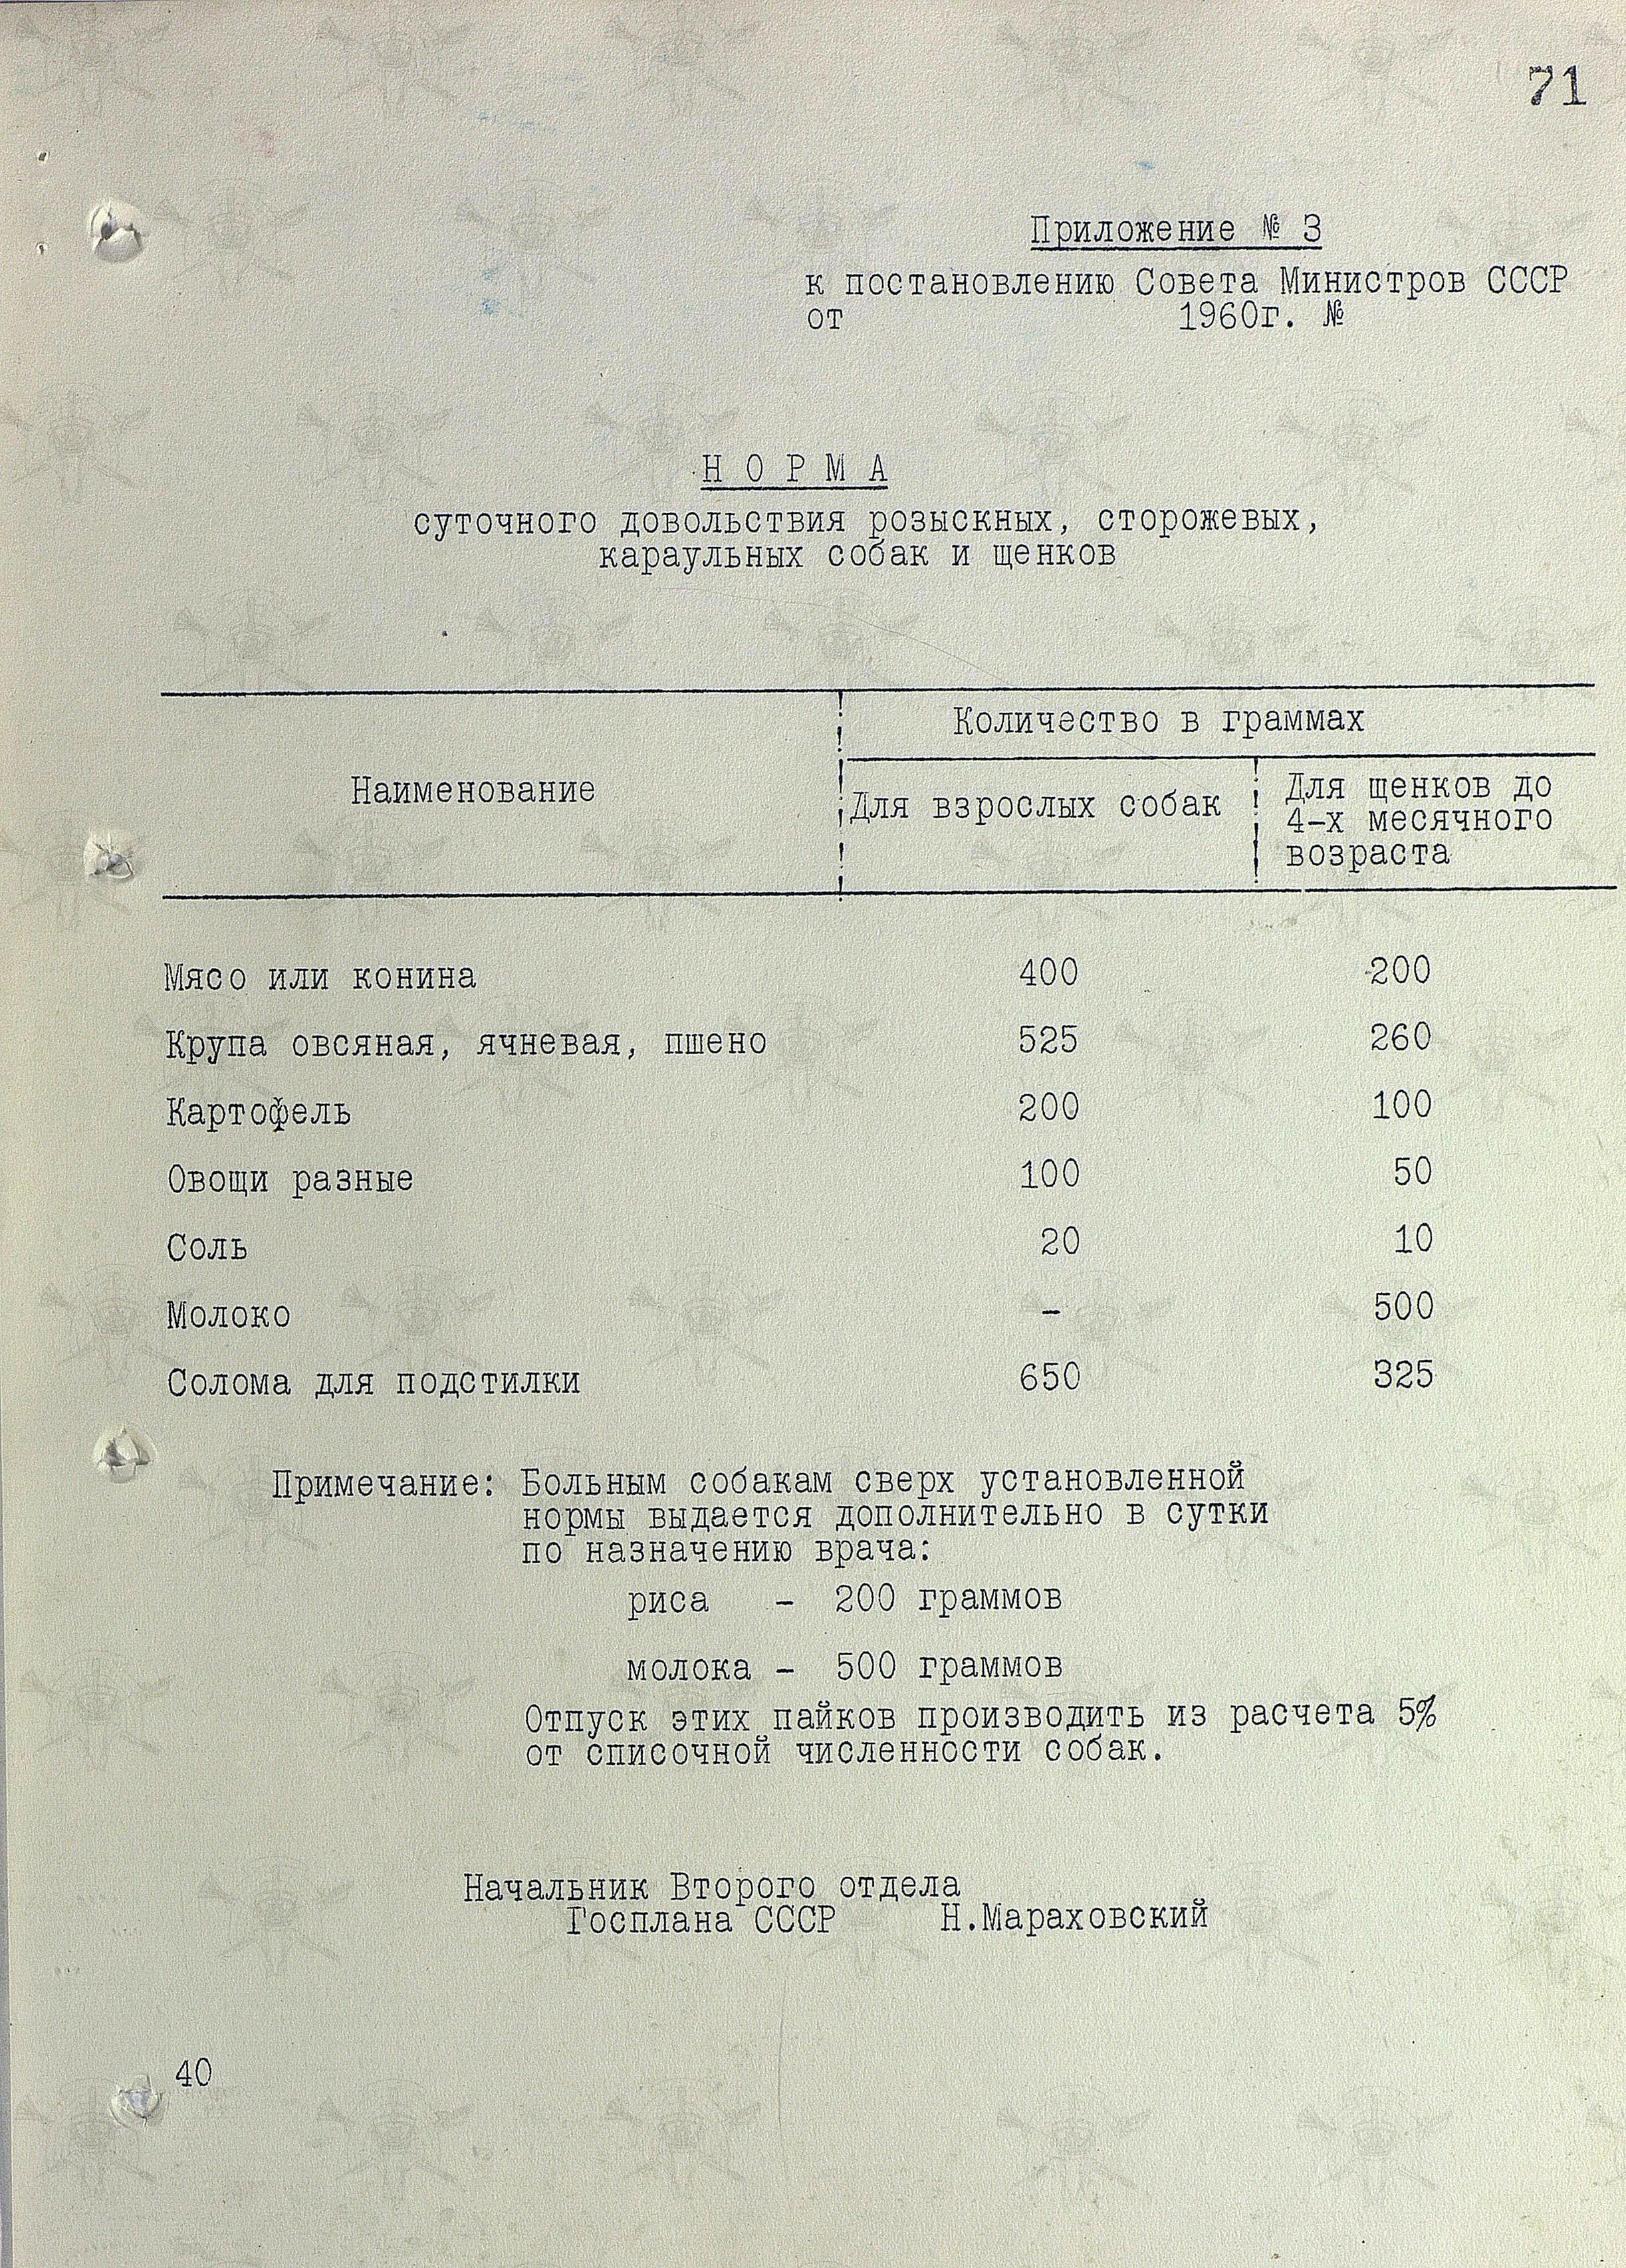 71
Приложение № 3
к постановлению Совета Министров СССР
от 1960г. №
Н О Р М А
суточного довольствия розыскных, сторожевых,
караульных собак и щенков
Количество в граммах
Наименование
Для взрослых собак
Для щенков до
4-х месячного
возраста
Мясо или конина 400 200
Крупа овсяная, ячневая, пшено 525 260
Картофель 200 100
Овощи разные 100 50
Соль 20 10
Молоко - 500
Солома для подстилки 650 325
Примечание: Больным собакам сверх установленной
нормы выдается дополнительно в сутки
по назначению врача:
риса - 200 граммов
молока - 500 граммов
Отпуск этих пайков производить из расчета 5%
от списочной численности собак.
Начальник Второго отдела
Госплана СССР Н.Мараховский
40